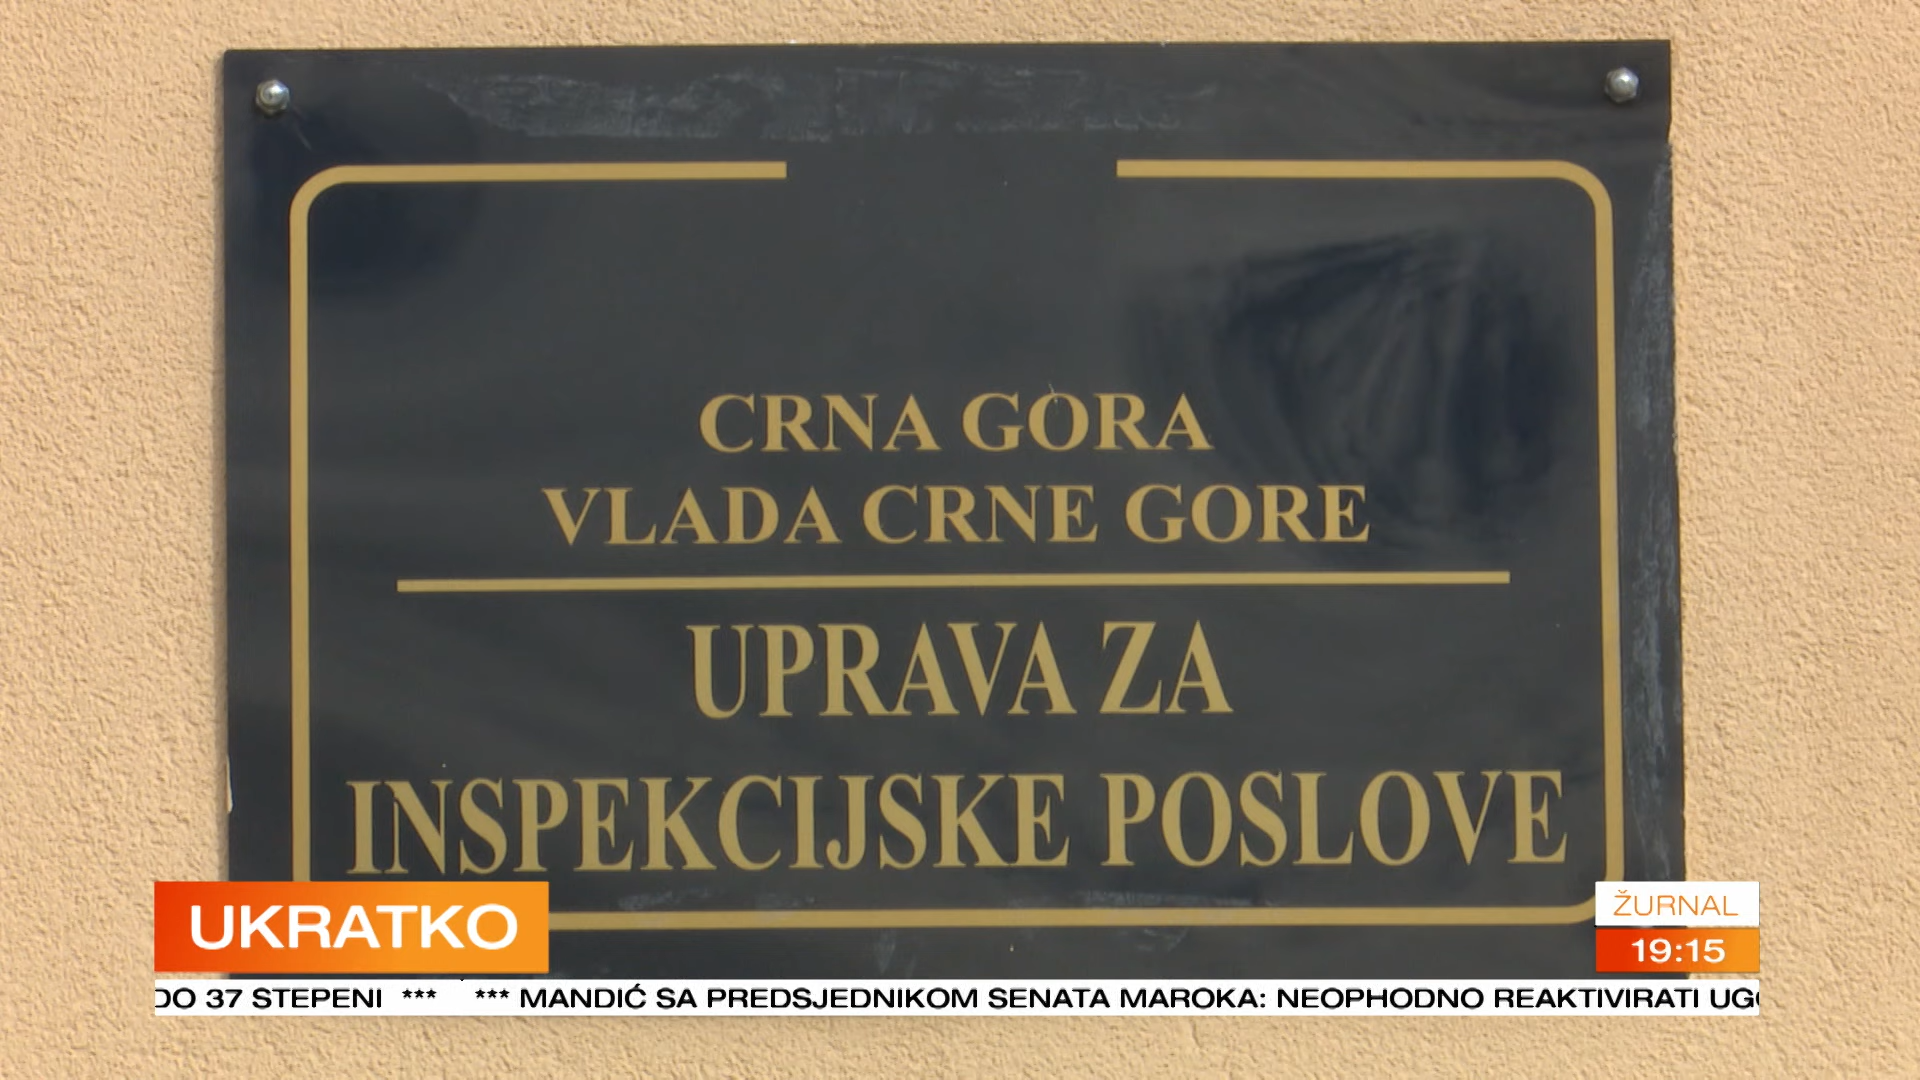 CRNA GORA
VLADA CRNE GORE
UPRAVA ZA
INSPEKCIJSKE POSLOVE
UKRATKO
ŽURNAL
19:15
DO 37 STEPENI *** *** MANDIĆ SA PREDSJEDNIKOM SENATA MAROKA: NEOPHODNO REAKTIVIRATI